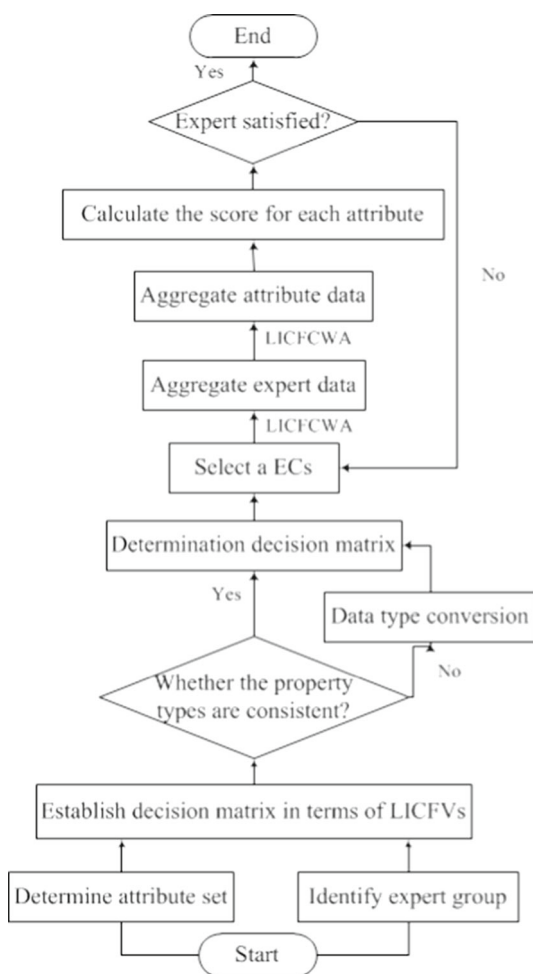 End
Yes
Expert satisfied?
Calculate the score for each attribute
No
Aggregate attribute data
LICFCWA
Aggregate expert data
LICFCWA
Select a ECs
Determination decision matrix
Yes
Data type conversion
No
Whether the property
types are consistent?
Establish decision matrix in terms of LICFVs
Determine attribute set
Identify expert group
Start